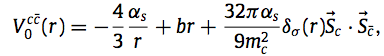 $$V_0^{c\bar{c}}(r) = -\frac{4}{3}\frac{\alpha_s}{r} + br + \frac{32\pi\alpha_s}{9m_c^2}\delta_\sigma(r)\vec{S}_c \cdot \vec{S}_{\bar{c}},$$